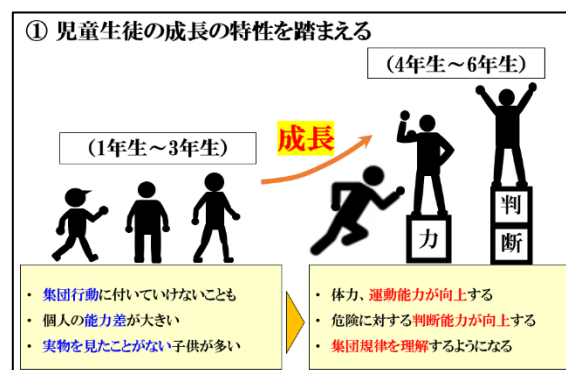 ① 児童生徒の成長の特性を踏まえる
(4年生～6年生)
(1年生～3年生)
成長
力
判
断
・ 集団行動に付いていけないことも
・ 個人の能力差が大きい
・ 実物を見たことがない子供が多い
・ 体力、運動能力が向上する
・ 危険に対する判断能力が向上する
・ 集団規律を理解するようになる